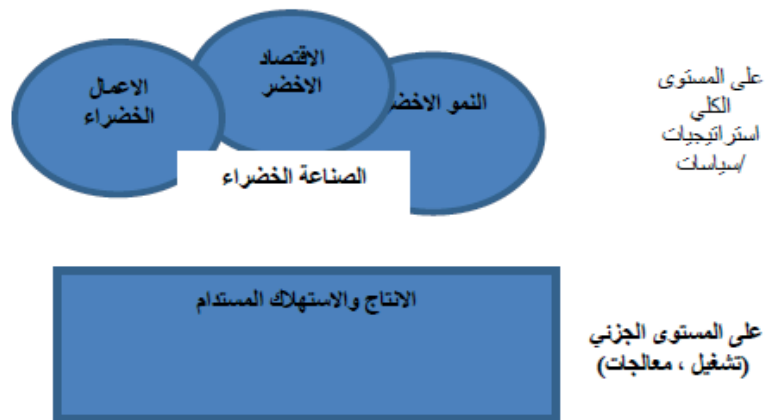 الاقتصاد
الاخضر
الاعمال
الخضراء
النمو الاخضر
الصناعة الخضراء
على المستوى
الكلي
استراتيجيات
/سياسات
الانتاج والاستهلاك المستدام
على المستوى الجزئي
(تشغيل ، معالجات)